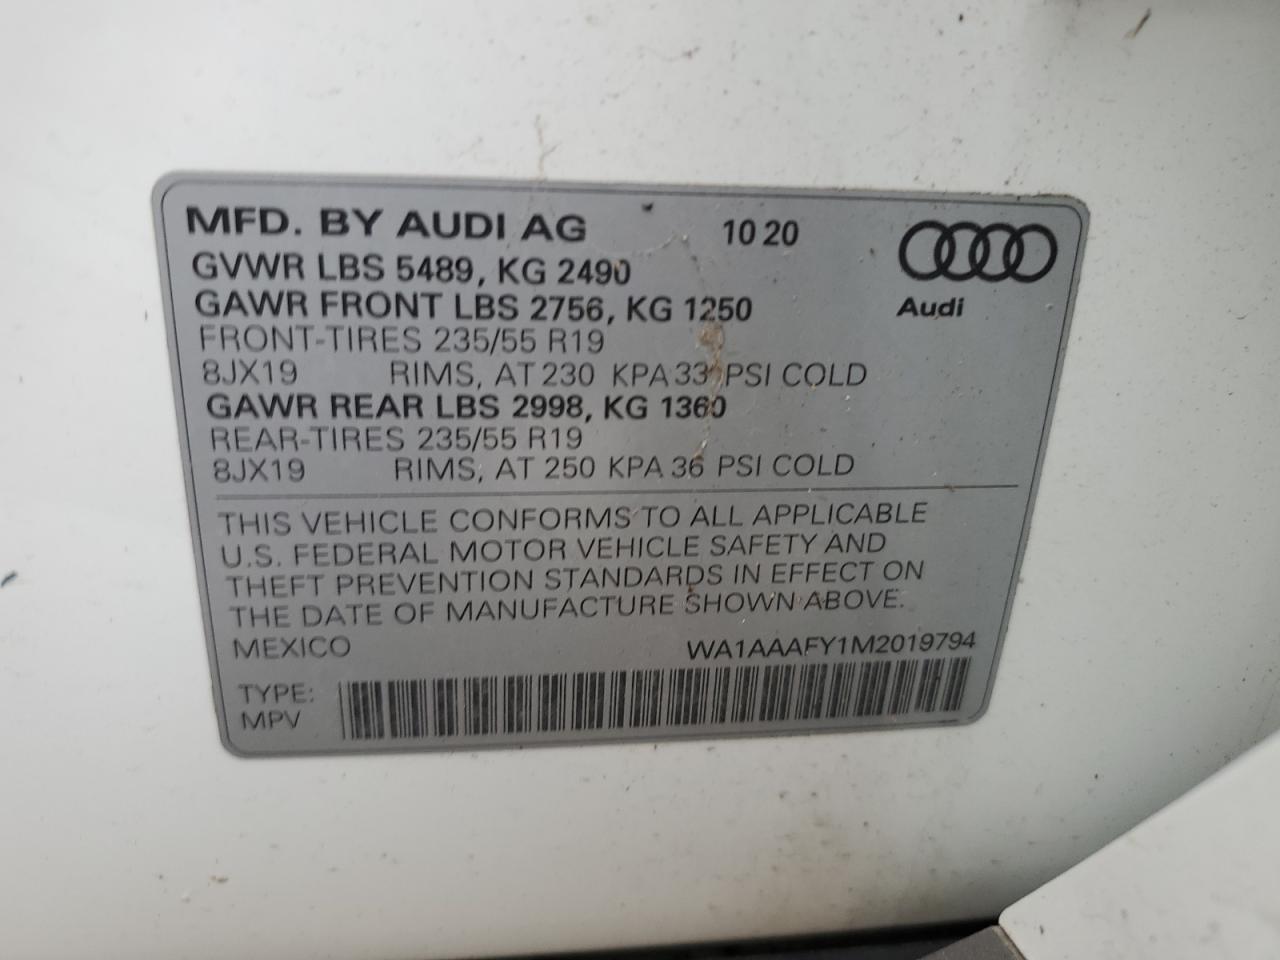 MFD. BY AUDI AG 10 20
GVWR LBS 5489, KG 2490
GAWR FRONT LBS 2756, KG 1250
Audi
FRONT-TIRES 235/55 R19
8JX19 RIMS, AT 230 KPA 33 PSI COLD
GAWR REAR LBS 2998, KG 1360
REAR-TIRES 235/55 R19
8JX19 RIMS, AT 250 KPA 36 PSI COLD
THIS VEHICLE CONFORMS TO ALL APPLICABLE
U.S. FEDERAL MOTOR VEHICLE SAFETY AND
THEFT PREVENTION STANDARDS IN EFFECT ON
THE DATE OF MANUFACTURE SHOWN ABOVE.
MEXICO WA1AAAFY1M2019794
TYPE:
MPV